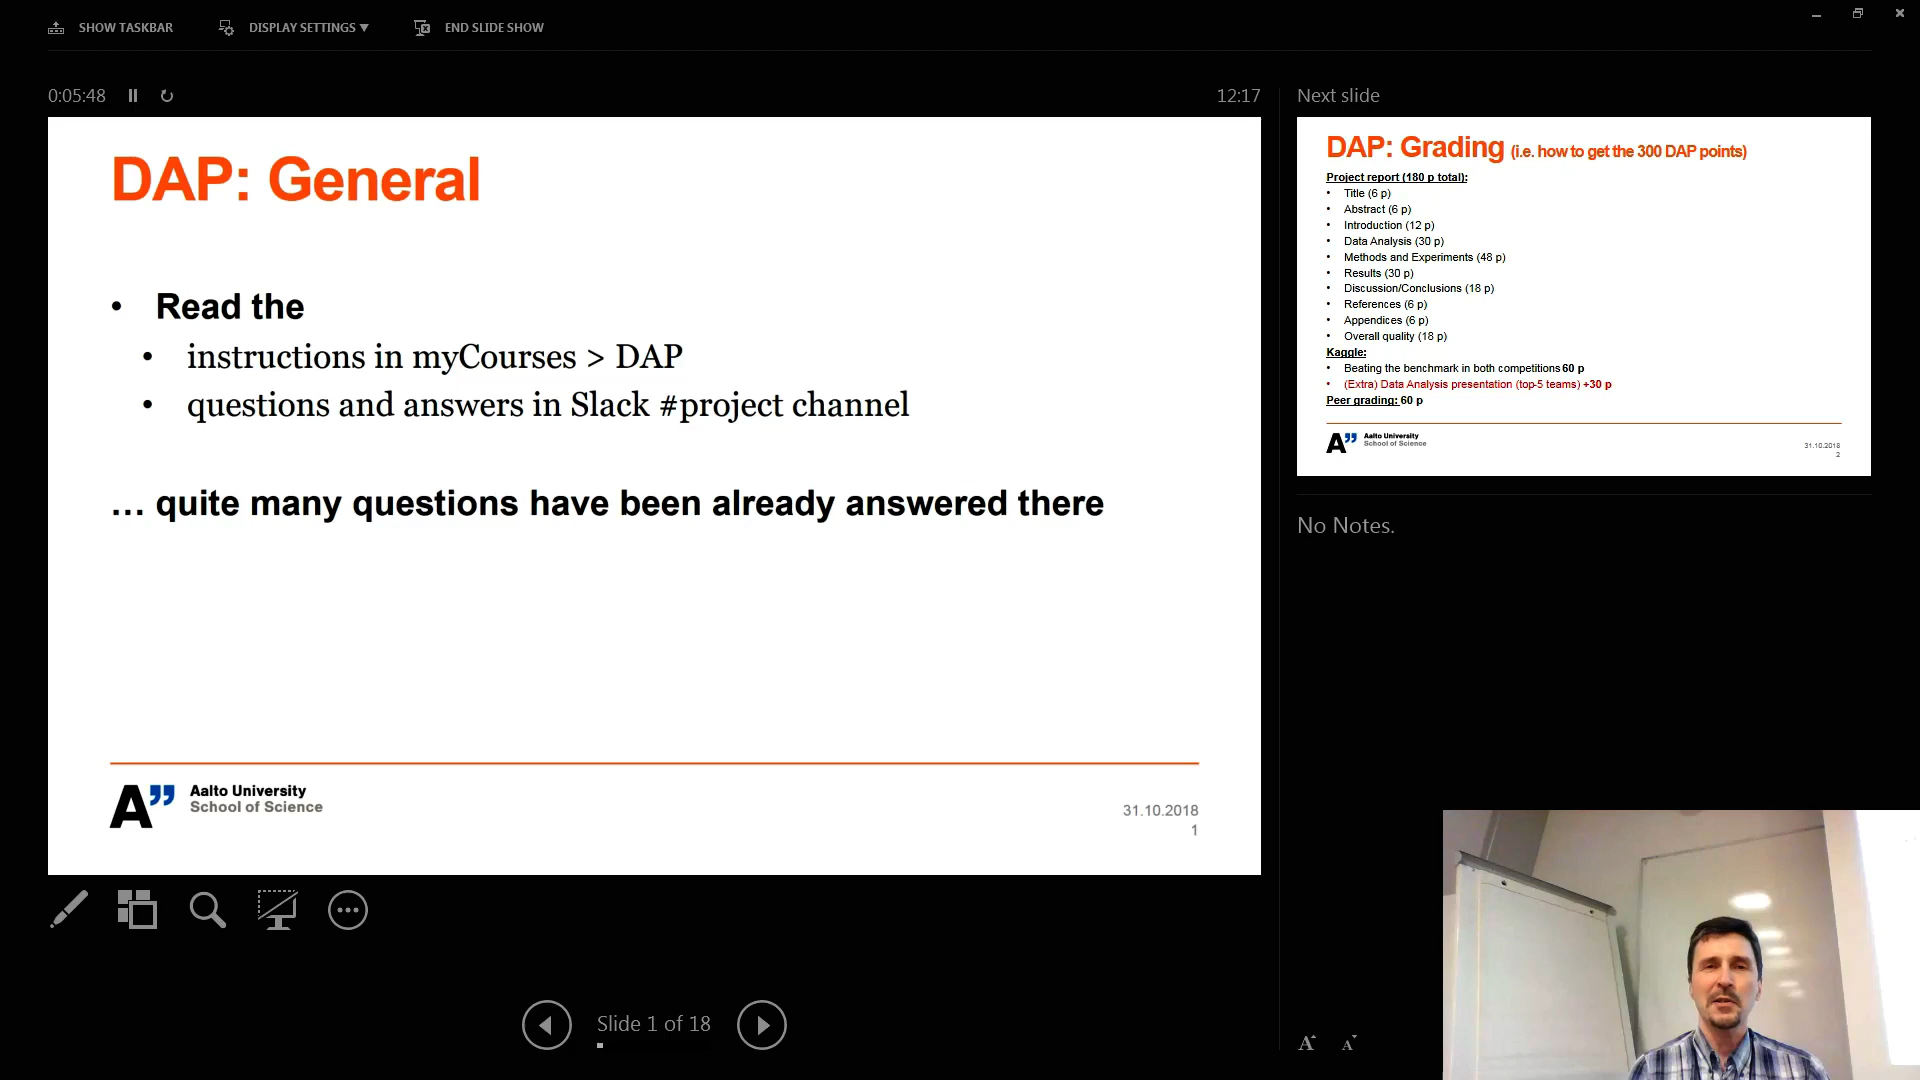 SHOW TASKBAR
DISPLAY SETTINGS
END SLIDE SHOW
0:05:48
12:17
DAP: General
• Read the
• instructions in myCourses > DAP
• questions and answers in Slack #project channel
… quite many questions have been already answered there
A”
Aalto University
School of Science
31.10.2018
1
Slide 1 of 18
Next slide
DAP: Grading (i.e. how to get the 300 DAP points)
Project report (180 p total):
• Title (6 p)
• Abstract (6 p)
• Introduction (12 p)
• Data Analysis (30 p)
• Methods and Experiments (48 p)
• Results (30 p)
• Discussion/Conclusions (18 p)
• References (6 p)
• Appendices (6 p)
• Overall quality (18 p)
Kaggle:
• Beating the benchmark in both competitions 60 p
• (Extra) Data Analysis presentation (top-5 teams) +30 p
Peer grading: 60 p
A”
Aalto University
School of Science
31.10.2018
2
No Notes.
A A